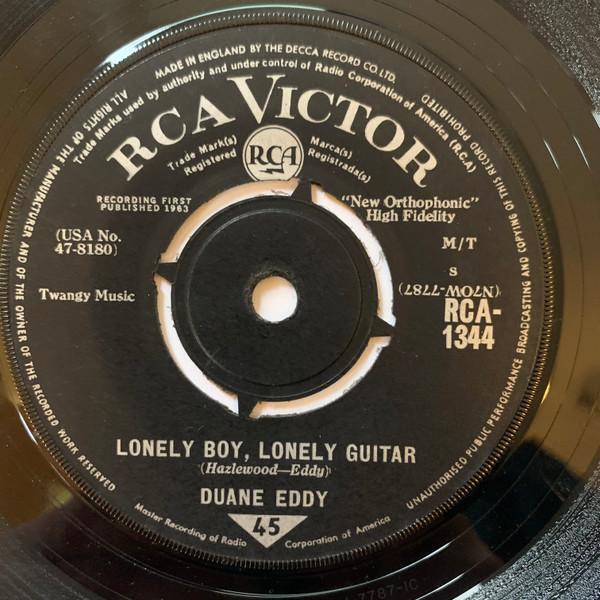 MADE IN ENGLAND BY THE DECCA RECORD CO. LTD.
Trade Marks used by authority and under control of Radio Corporation of America (R.C.A.)
ALL RIGHTS OF THE MANUFACTURER AND OF THE OWNER OF THE RECORDED WORK RESERVED
UNAUTHORISED PUBLIC PERFORMANCE BROADCASTING AND COPYING OF THIS RECORD PROHIBITED
RCA VICTOR
Trade Mark(s)
Registered
RCA
Marca(s)
Registrada(s)
RECORDING FIRST
PUBLISHED 1963
"New Orthophonic"
High Fidelity
(USA No.
47-8180)
M/T
S
Twangy Music
(N7OW-7787)
RCA-
1344
LONELY BOY, LONELY GUITAR
(Hazlewood—Eddy)
DUANE EDDY
45
Master Recording of Radio Corporation of America
7787-1C